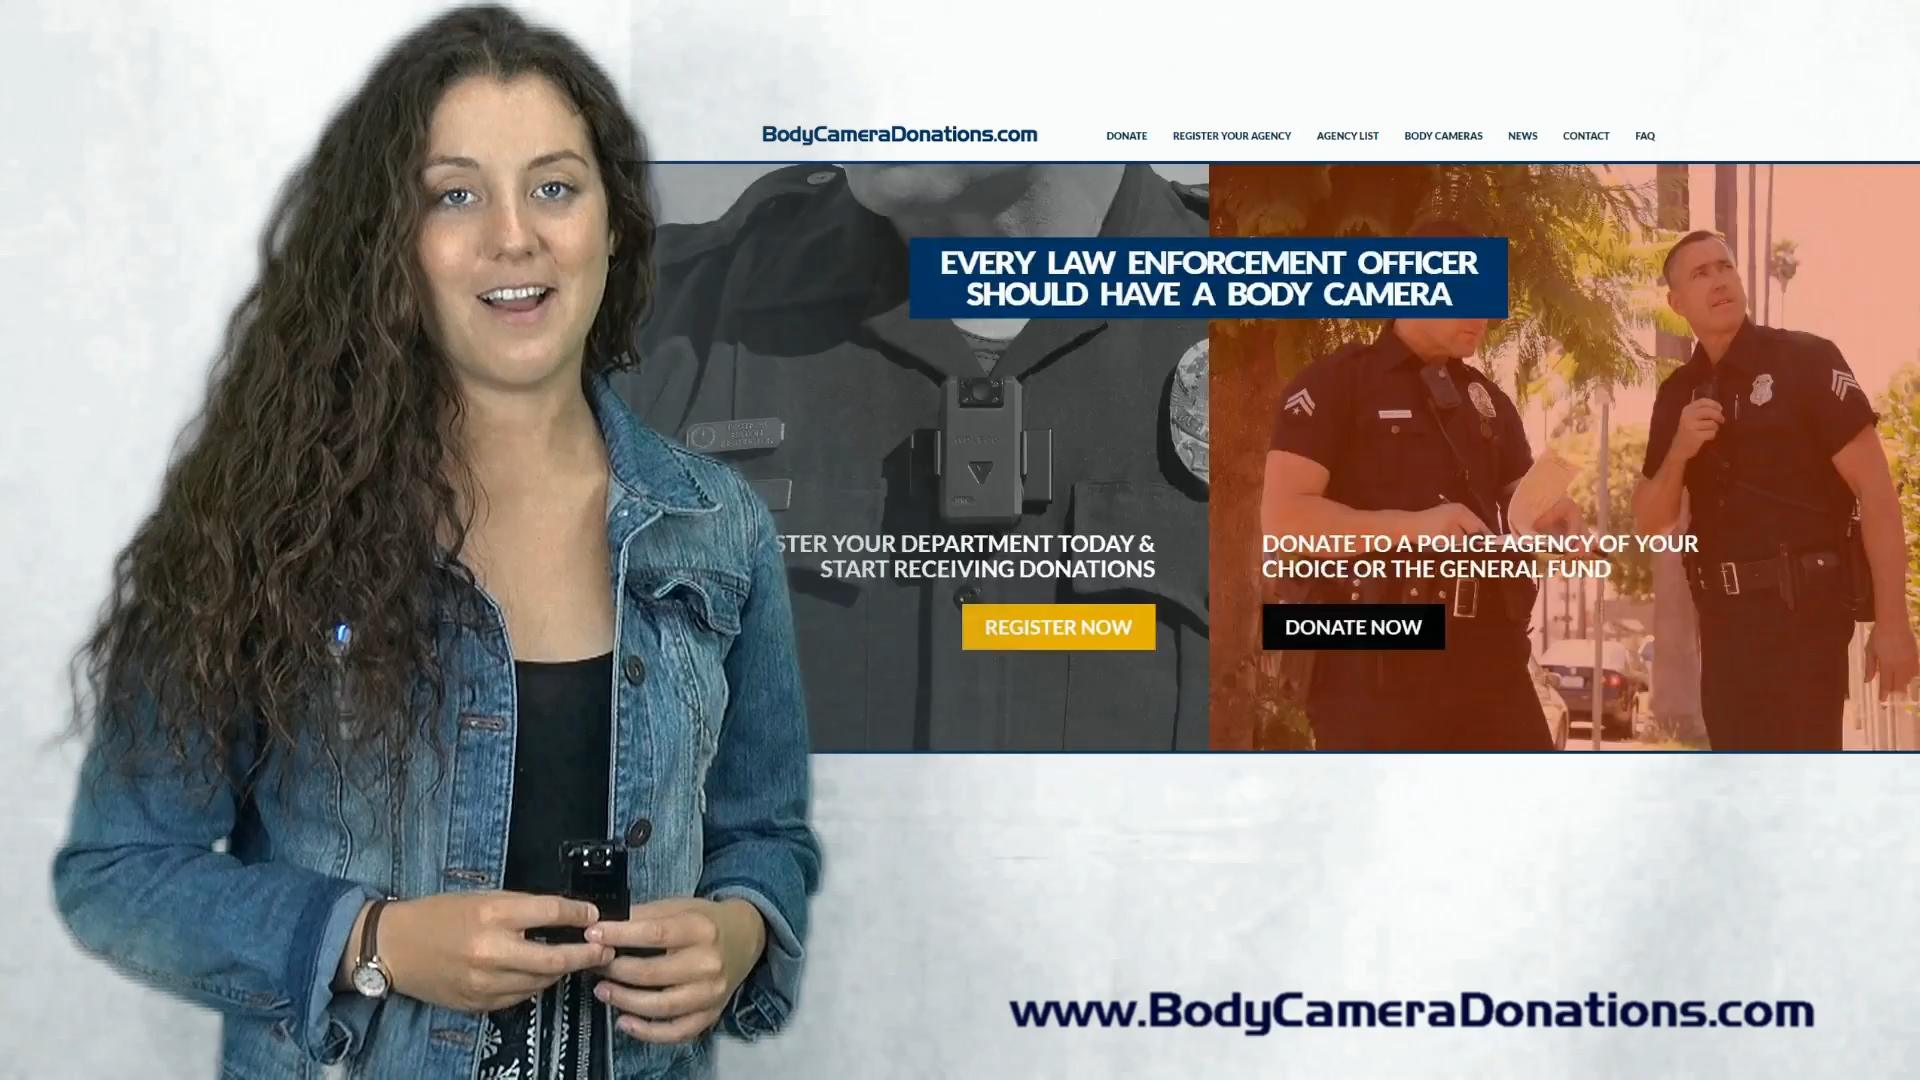 BodyCameraDonations.com
DONATE REGISTER YOUR AGENCY AGENCY LIST BODY CAMERAS NEWS CONTACT FAQ
EVERY LAW ENFORCEMENT OFFICER
SHOULD HAVE A BODY CAMERA
STER YOUR DEPARTMENT TODAY &
START RECEIVING DONATIONS
REGISTER NOW
DONATE TO A POLICE AGENCY OF YOUR
CHOICE OR THE GENERAL FUND
DONATE NOW
www.BodyCameraDonations.com